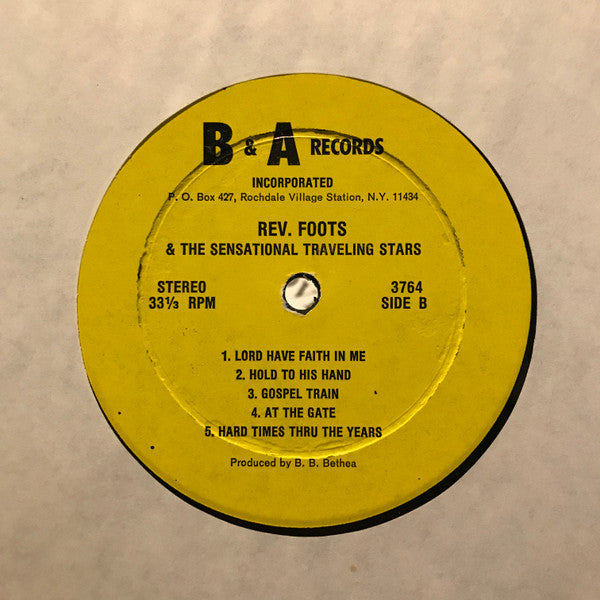 B & A RECORDS
INCORPORATED
P. O. Box 427, Rochdale Village Station, N.Y. 11434
REV. FOOTS
& THE SENSATIONAL TRAVELING STARS
STEREO 3764
33⅓ RPM SIDE B
1. LORD HAVE FAITH IN ME
2. HOLD TO HIS HAND
3. GOSPEL TRAIN
4. AT THE GATE
5. HARD TIMES THRU THE YEARS
Produced by B. B. Bethea